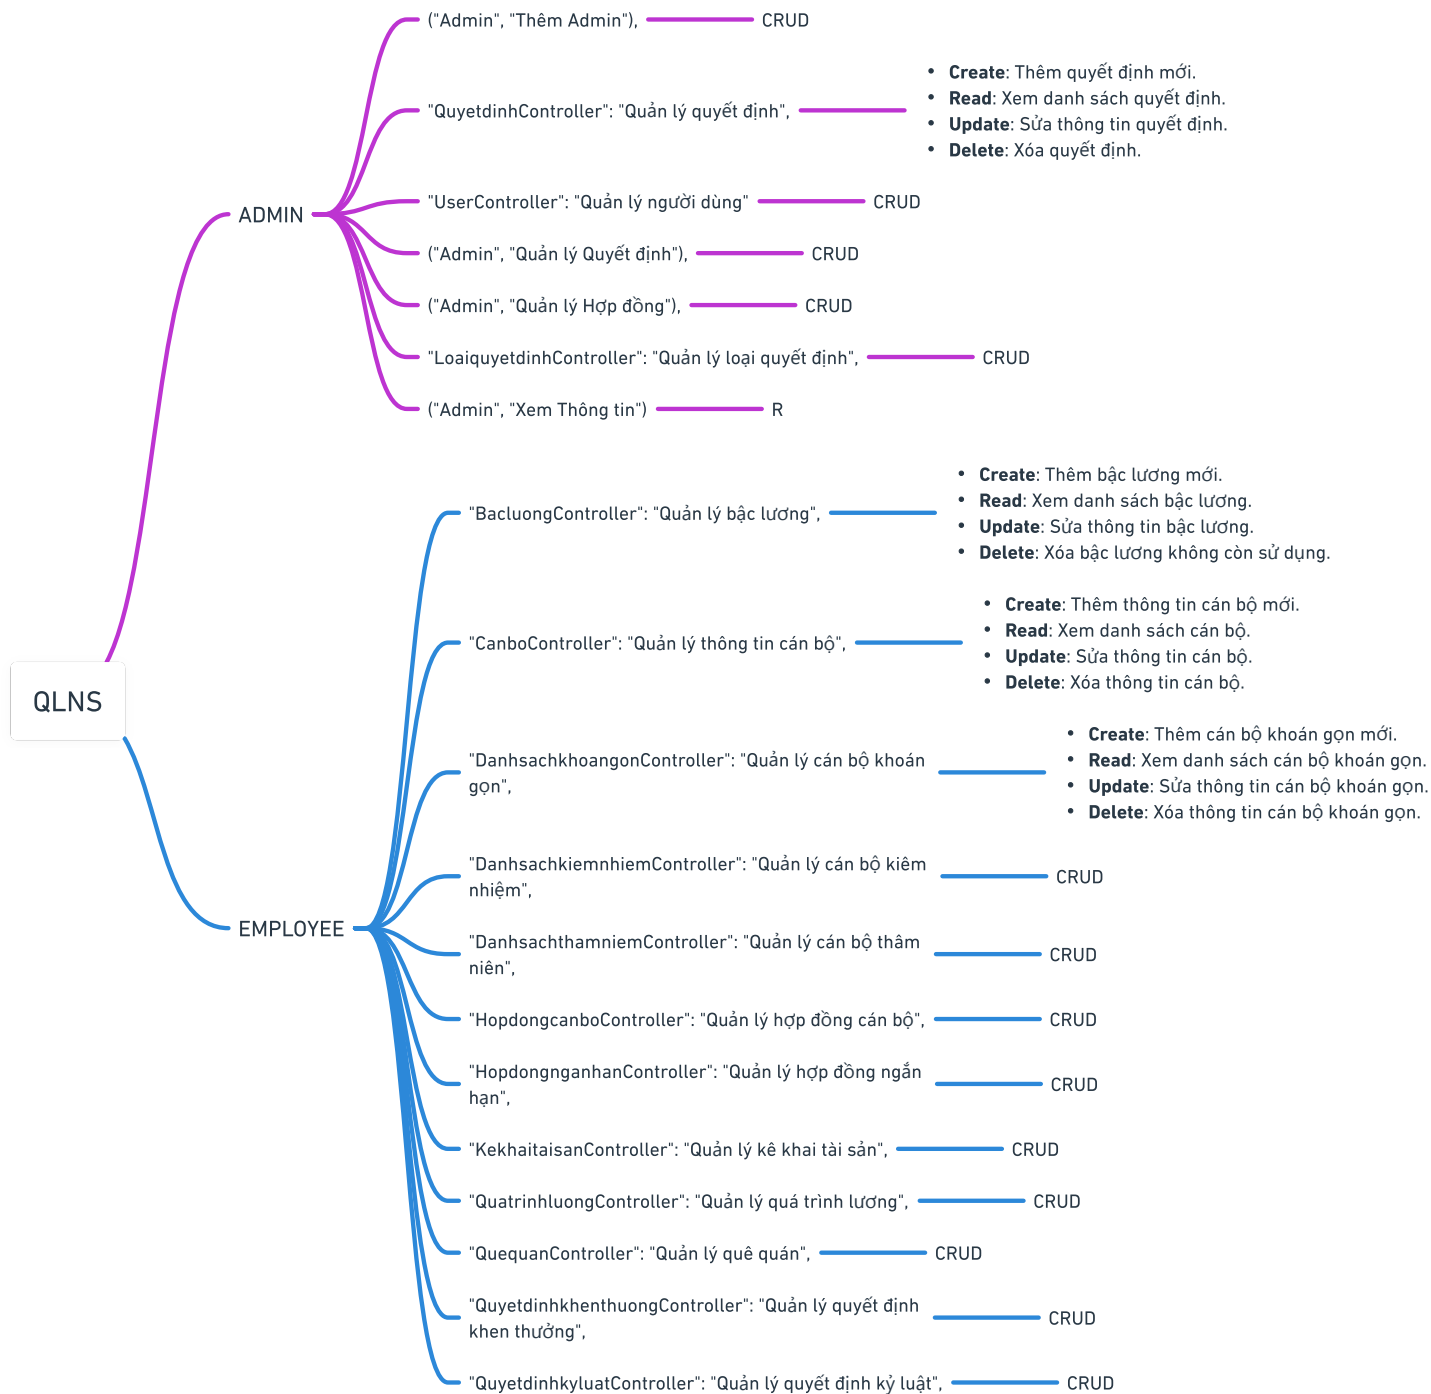 QLNS
ADMIN
("Admin", "Thêm Admin"),
CRUD
"QuyetdinhController": "Quản lý quyết định",
• Create: Thêm quyết định mới.
• Read: Xem danh sách quyết định.
• Update: Sửa thông tin quyết định.
• Delete: Xóa quyết định.
"UserController": "Quản lý người dùng"
CRUD
("Admin", "Quản lý Quyết định"),
CRUD
("Admin", "Quản lý Hợp đồng"),
CRUD
"LoaiquyetdinhController": "Quản lý loại quyết định",
CRUD
("Admin", "Xem Thông tin")
R
EMPLOYEE
"BacluongController": "Quản lý bậc lương",
• Create: Thêm bậc lương mới.
• Read: Xem danh sách bậc lương.
• Update: Sửa thông tin bậc lương.
• Delete: Xóa bậc lương không còn sử dụng.
"CanboController": "Quản lý thông tin cán bộ",
• Create: Thêm thông tin cán bộ mới.
• Read: Xem danh sách cán bộ.
• Update: Sửa thông tin cán bộ.
• Delete: Xóa thông tin cán bộ.
"DanhsachkhoangonController": "Quản lý cán bộ khoán
gọn",
• Create: Thêm cán bộ khoán gọn mới.
• Read: Xem danh sách cán bộ khoán gọn.
• Update: Sửa thông tin cán bộ khoán gọn.
• Delete: Xóa thông tin cán bộ khoán gọn.
"DanhsachkiemnhiemController": "Quản lý cán bộ kiêm
nhiệm",
CRUD
"DanhsachthamniemController": "Quản lý cán bộ thâm
niên",
CRUD
"HopdongcanboController": "Quản lý hợp đồng cán bộ",
CRUD
"HopdongnganhanController": "Quản lý hợp đồng ngắn
hạn",
CRUD
"KekhaitaisanController": "Quản lý kê khai tài sản",
CRUD
"QuatrinhluongController": "Quản lý quá trình lương",
CRUD
"QuequanController": "Quản lý quê quán",
CRUD
"QuyetdinhkhenthuongController": "Quản lý quyết định
khen thưởng",
CRUD
"QuyetdinhkyluatController": "Quản lý quyết định kỷ luật",
CRUD